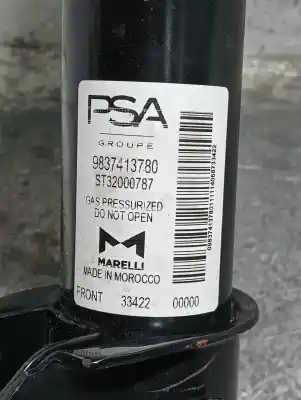 PSA
GROUPE
9837413780
ST32000787
GAS PRESSURIZED
DO NOT OPEN
MARELLI
MADE IN MOROCCO
FRONT 33422 00000